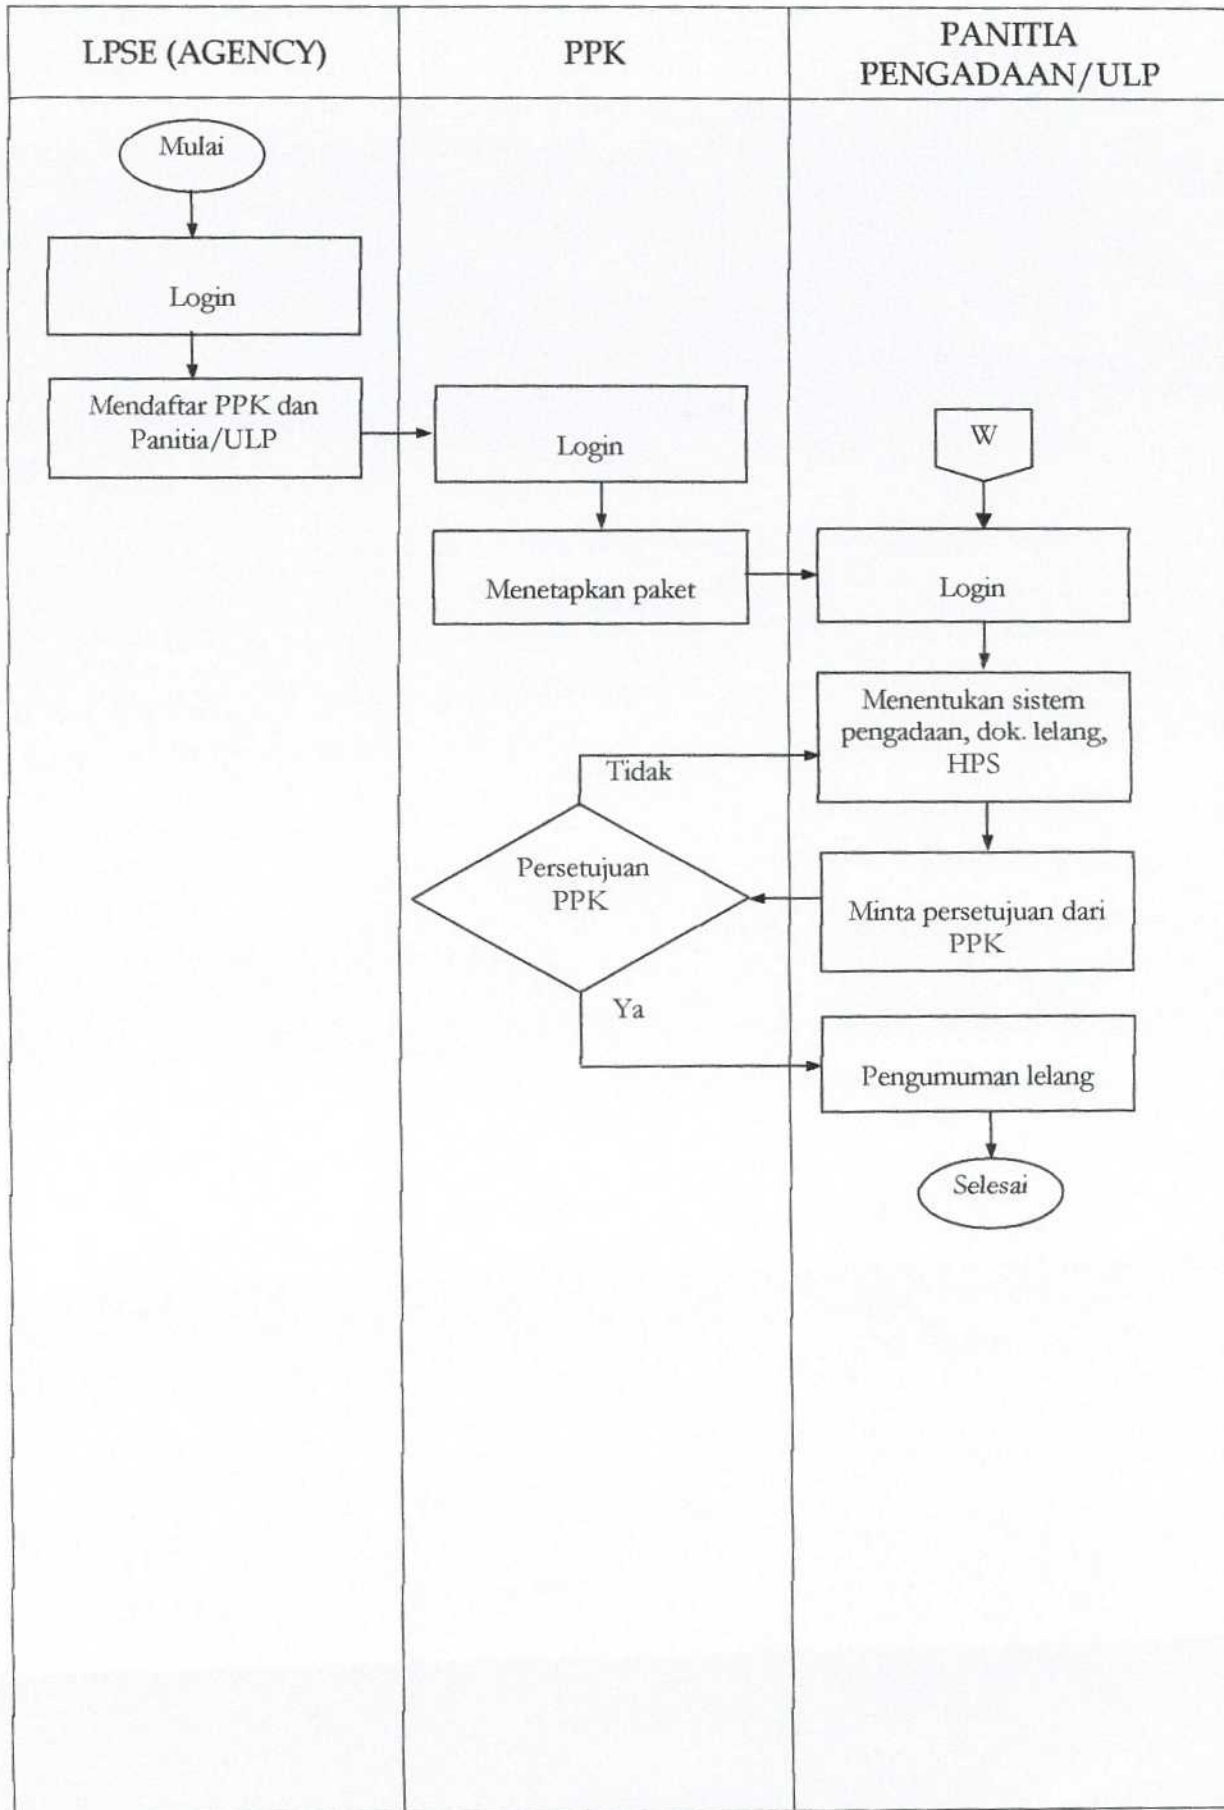 LPSE (AGENCY)
PPK
PANITIA
PENGADAAN/ULP
Mulai
Login
Mendaftar PPK dan
Panitia/ULP
Login
W
Menetapkan paket
Login
Menentukan sistem
pengadaan, dok. lelang,
HPS
Tidak
Persetujuan
PPK
Minta persetujuan dari
PPK
Ya
Pengumuman lelang
Selesai